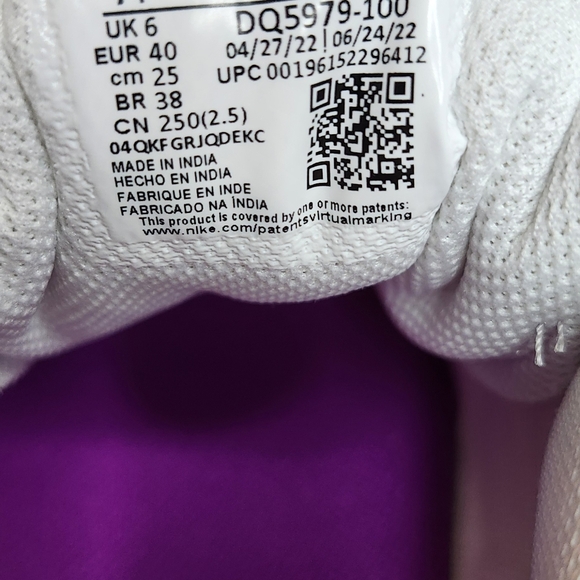 UK 6
EUR 40
cm 25
BR 38
CN 250(2.5)
04QKFGRJQDEKC
DQ5979-100
04/27/22 | 06/24/22
UPC 00196152296412
MADE IN INDIA
HECHO EN INDIA
FABRIQUE EN INDE
FABRICADO NA ÍNDIA
This product is covered by one or more patents:
www.nike.com/patentsvirtualmarking